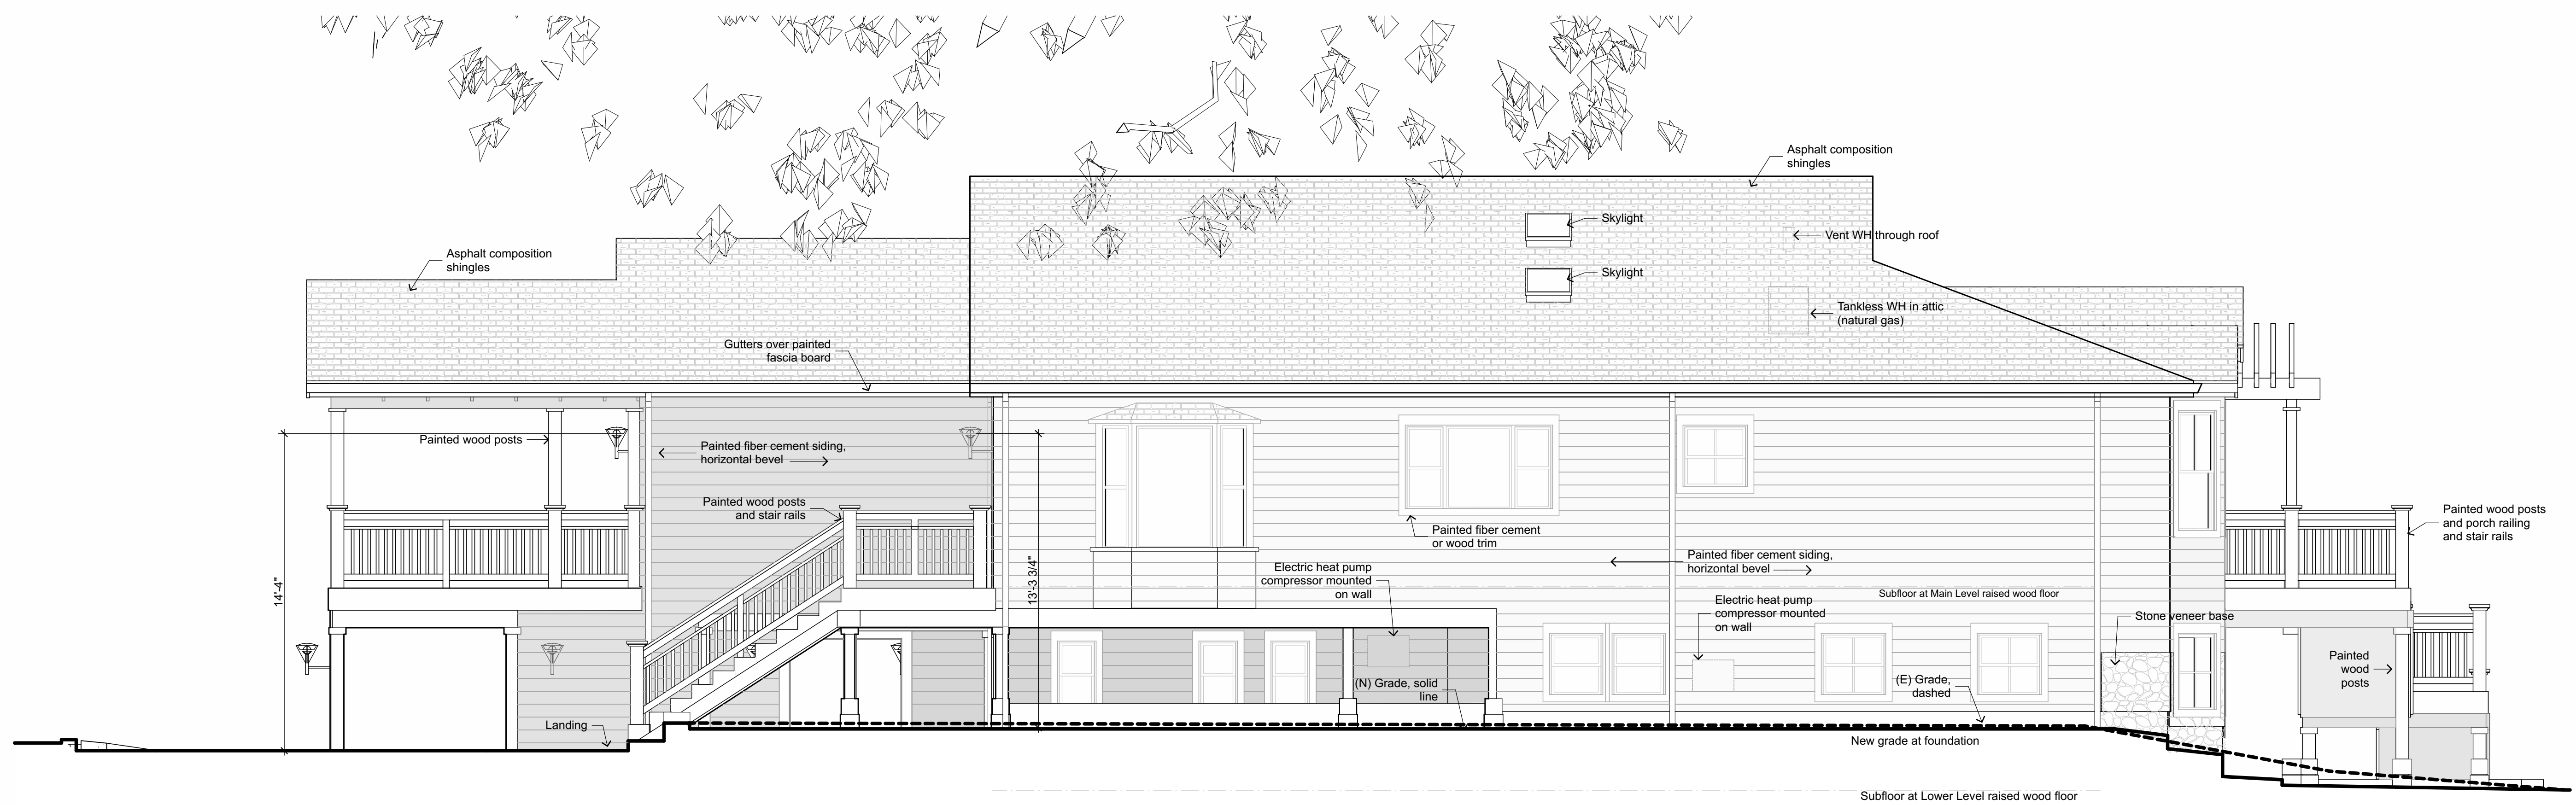 Asphalt composition
shingles
Skylight
Vent WH through roof
Asphalt composition
shingles
Skylight
Tankless WH in attic
(natural gas)
Gutters over painted
fascia board
Painted wood posts
Painted fiber cement siding,
horizontal bevel
Painted wood posts
and stair rails
Painted fiber cement
or wood trim
Painted wood posts
and porch railing
and stair rails
14'-4"
13'-3 3/4"
Electric heat pump
compressor mounted
on wall
Painted fiber cement siding,
horizontal bevel
Subfloor at Main Level raised wood floor
Electric heat pump
compressor mounted
on wall
Stone veneer base
Painted
wood
posts
(N) Grade, solid
line
(E) Grade,
dashed
Landing
New grade at foundation
Subfloor at Lower Level raised wood floor